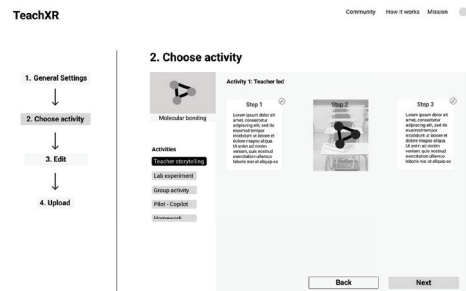 TeachXR
Community How it works Mission
2. Choose activity
1. General Settings
2. Choose activity
3. Edit
4. Upload
Molecular bonding
Activities
Teacher storytelling
Lab experiment
Group activity
Pilot - Copilot
Homework
Activity 1: Teacher led
Step 1
Lorem ipsum dolor sit
amet, consectetur
adipiscing elit, sed do
eiusmod tempor
incididunt ut labore et
dolore magna aliqua.
Ut enim ad minim
veniam, quis nostrud
exercitation ullamco
laboris nisi ut aliquip ex
Step 2
Step 3
Lorem ipsum dolor sit
amet, consectetur
adipiscing elit, sed do
eiusmod tempor
incididunt ut labore et
dolore magna aliqua.
Ut enim ad minim
veniam, quis nostrud
exercitation ullamco
laboris nisi ut aliquip ex
Back
Next